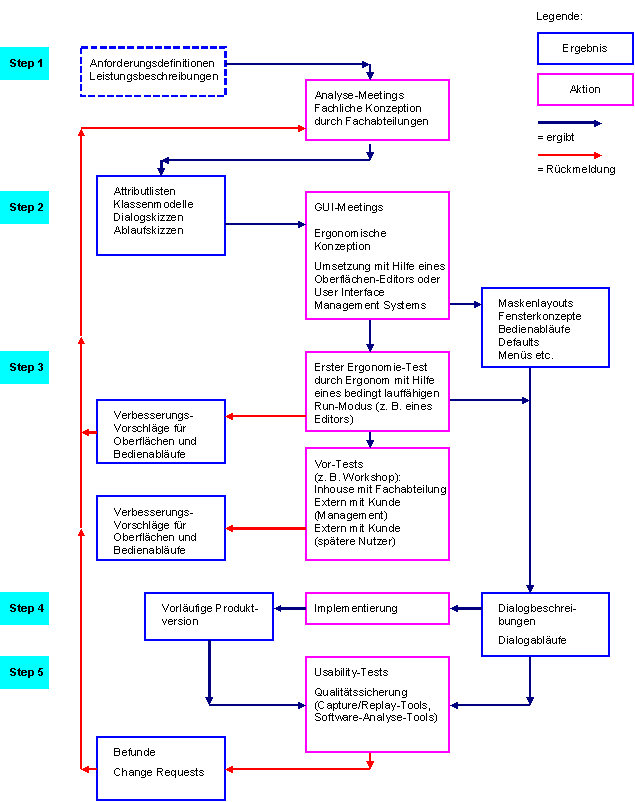 Legende:
Ergebnis
Aktion
= ergibt
= Rückmeldung
Step 1
Anforderungsdefinitionen
Leistungsbeschreibungen
Analyse-Meetings
Fachliche Konzeption
durch Fachabteilungen
Step 2
Attributlisten
Klassenmodelle
Dialogskizzen
Ablaufskizzen
GUI-Meetings
Ergonomische
Konzeption
Umsetzung mit Hilfe eines
Oberflächen-Editors oder
User Interface
Management Systems
Maskenlayouts
Fensterkonzepte
Bedienabläufe
Defaults
Menüs etc.
Step 3
Erster Ergonomie-Test
durch Ergonom mit Hilfe
eines bedingt lauffähigen
Run-Modus (z. B. eines
Editors)
Verbesserungs-
Vorschläge für
Oberflächen und
Bedienabläufe
Vor-Tests
(z. B. Workshop):
Inhouse mit Fachabteilung
Extern mit Kunde
(Management)
Extern mit Kunde
(spätere Nutzer)
Verbesserungs-
Vorschläge für
Oberflächen und
Bedienabläufe
Step 4
Vorläufige Produkt-
version
Implementierung
Dialogbeschrei-
bungen
Dialogabläufe
Step 5
Usability-Tests
Qualitätssicherung
(Capture/Replay-Tools,
Software-Analyse-Tools)
Befunde
Change Requests